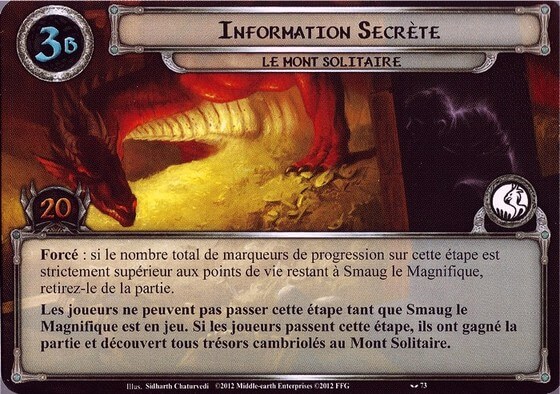 3B
INFORMATION SECRÈTE
LE MONT SOLITAIRE
20
Forcé : si le nombre total de marqueurs de progression sur cette étape est
strictement supérieur aux points de vie restant à Smaug le Magnifique,
retirez-le de la partie.
Les joueurs ne peuvent pas passer cette étape tant que Smaug le
Magnifique est en jeu. Si les joueurs passent cette étape, ils ont gagné la
partie et découvert tous trésors cambriolés au Mont Solitaire.
Illus. Sidharth Chaturvedi ©2012 Middle-earth Enterprises ©2012 FFG 73